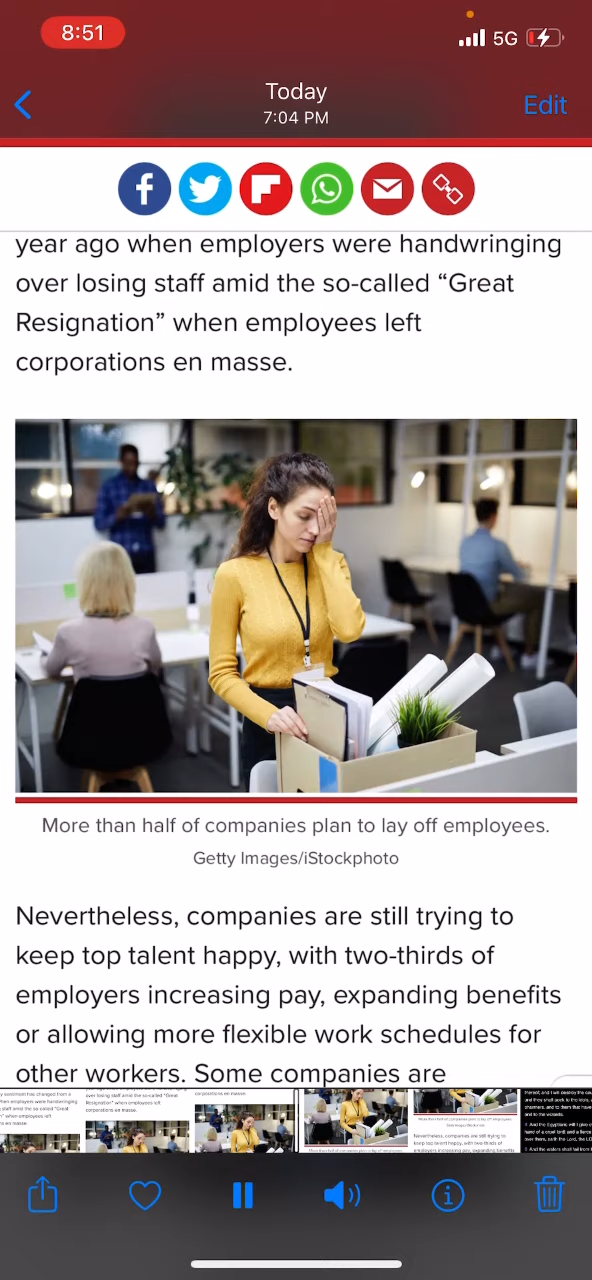 8:51
5G
Today
7:04 PM
Edit
year ago when employers were handwringing
over losing staff amid the so-called “Great
Resignation” when employees left
corporations en masse.
More than half of companies plan to lay off employees.
Getty Images/iStockphoto
Nevertheless, companies are still trying to
keep top talent happy, with two-thirds of
employers increasing pay, expanding benefits
or allowing more flexible work schedules for
other workers. Some companies are